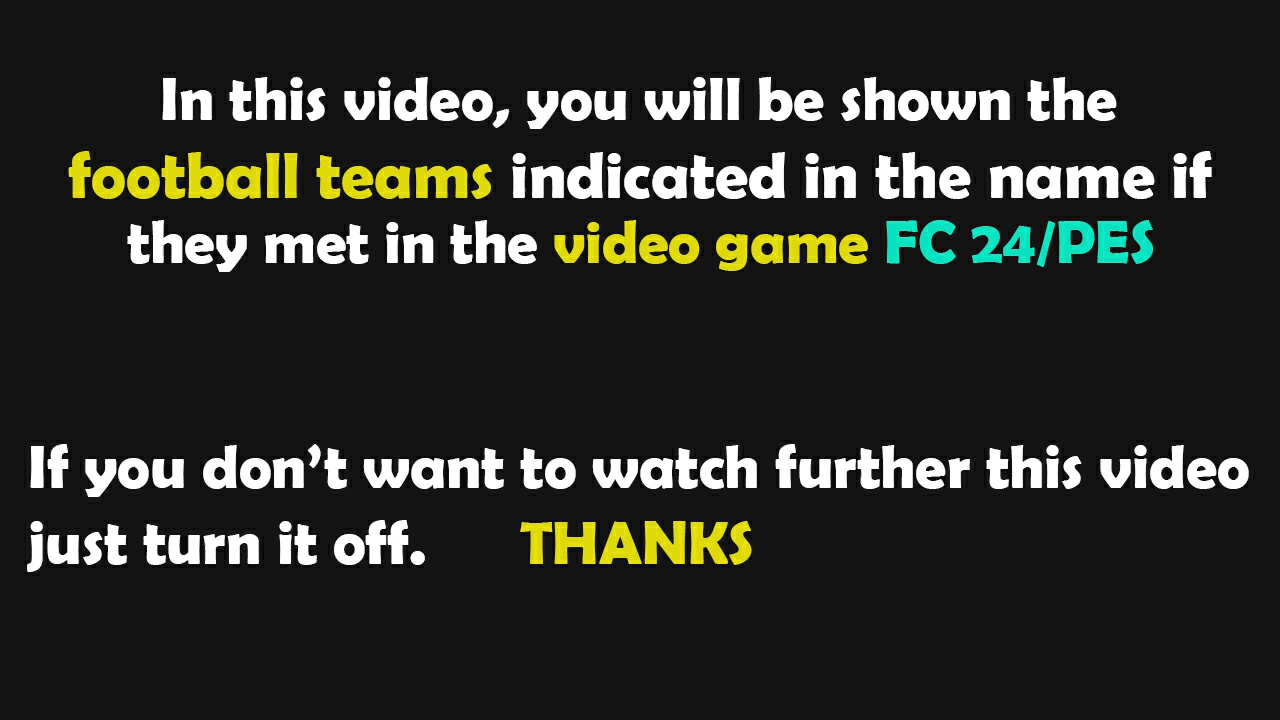 In this video, you will be shown the
football teams indicated in the name if
they met in the video game FC 24/PES
If you don't want to watch further this video
just turn it off. THANKS